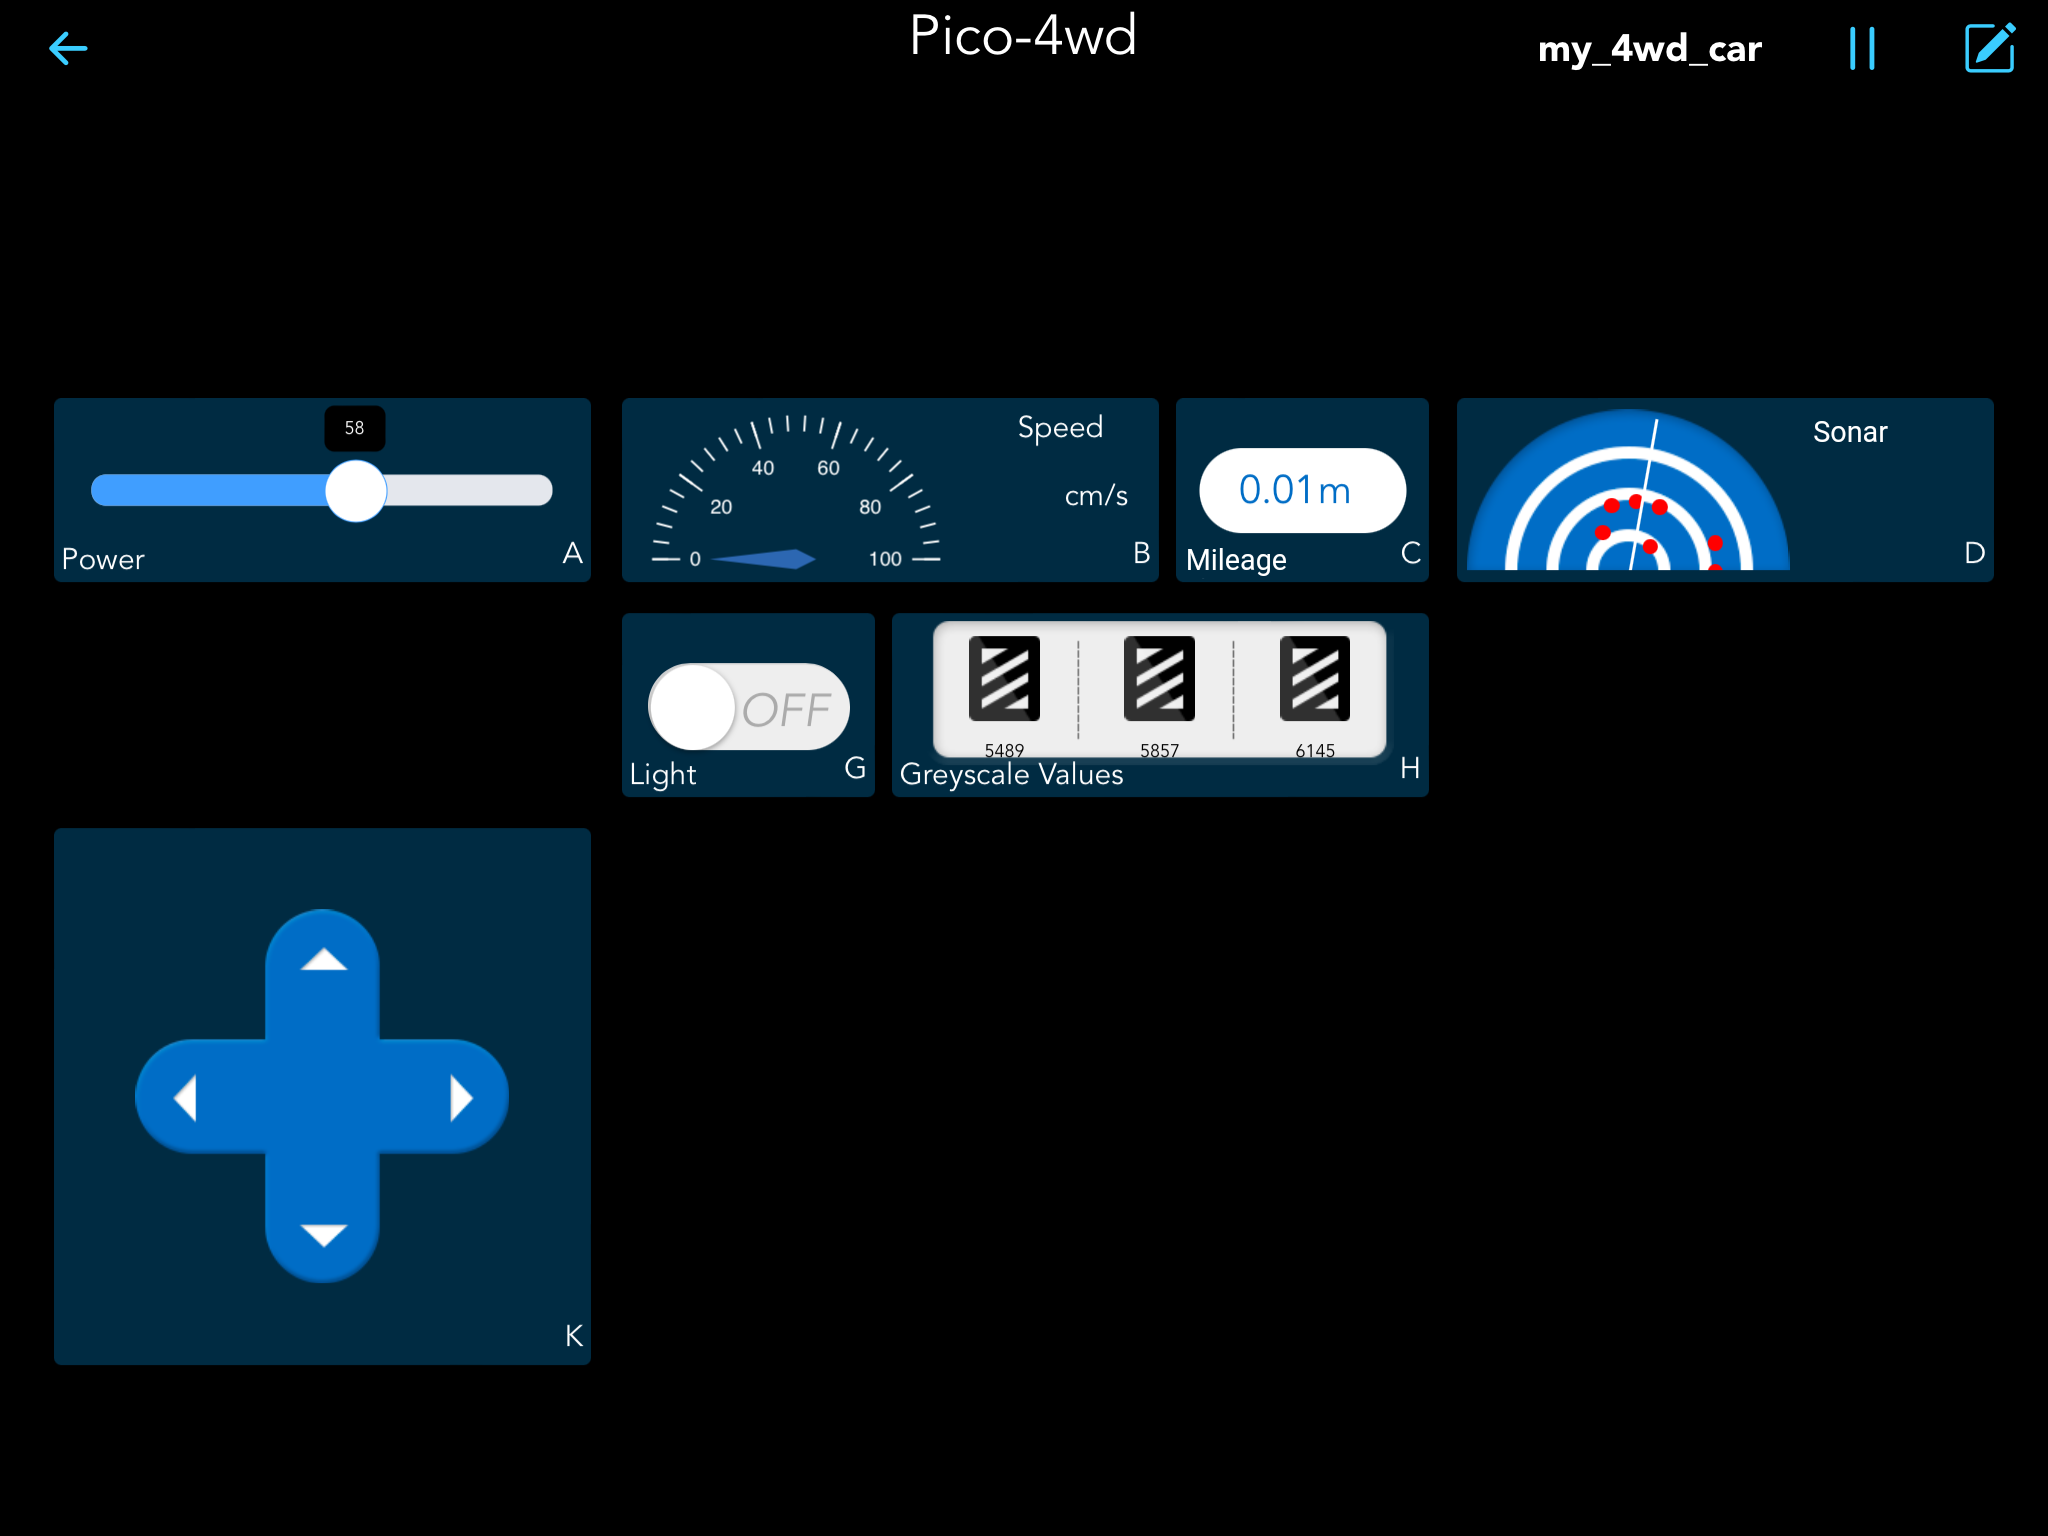 Pico-4wd
my_4wd_car
58
Power
A
40
60
20
80
0
100
Speed
cm/s
B
0.01m
Mileage
C
Sonar
D
OFF
Light
G
5489
5857
6145
Greyscale Values
H
K